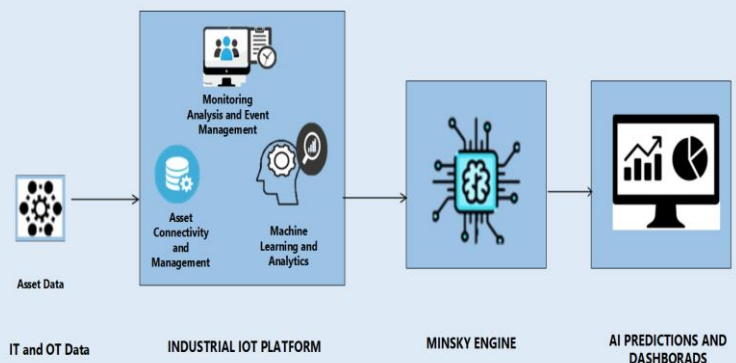 Monitoring
Analysis and Event
Management
Asset
Connectivity
and
Management
Machine
Learning and
Analytics
Asset Data
IT and OT Data
INDUSTRIAL IOT PLATFORM
MINSKY ENGINE
AI PREDICTIONS AND
DASHBORADS